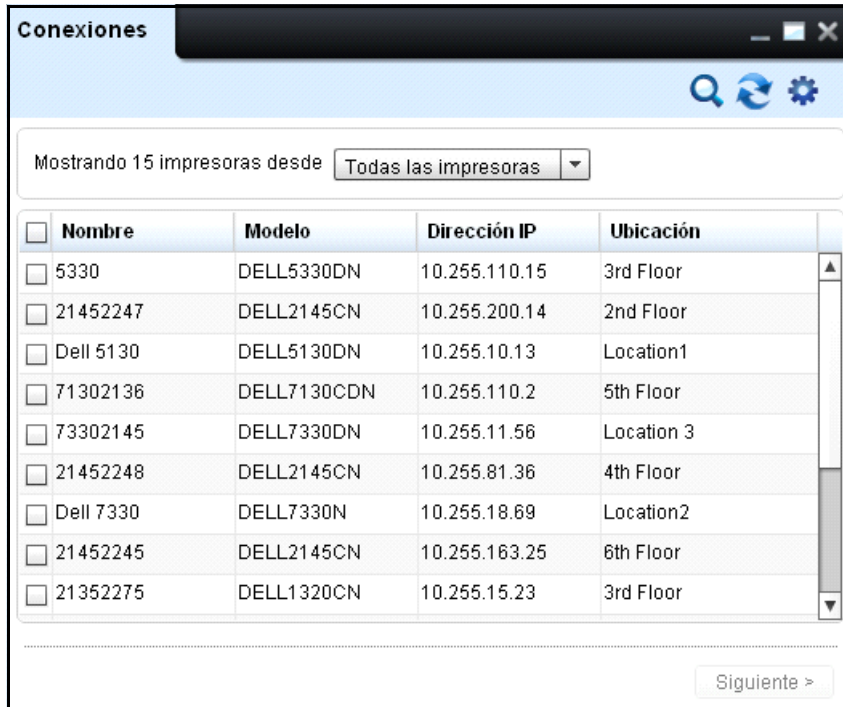 Conexiones
Mostrando 15 impresoras desde Todas las impresoras
Nombre Modelo Dirección IP Ubicación
5330 DELL5330DN 10.255.110.15 3rd Floor
21452247 DELL2145CN 10.255.200.14 2nd Floor
Dell 5130 DELL5130DN 10.255.10.13 Location1
71302136 DELL7130CDN 10.255.110.2 5th Floor
73302145 DELL7330DN 10.255.11.56 Location 3
21452248 DELL2145CN 10.255.81.36 4th Floor
Dell 7330 DELL7330N 10.255.18.69 Location2
21452245 DELL2145CN 10.255.163.25 6th Floor
21352275 DELL1320CN 10.255.15.23 3rd Floor
Siguiente >